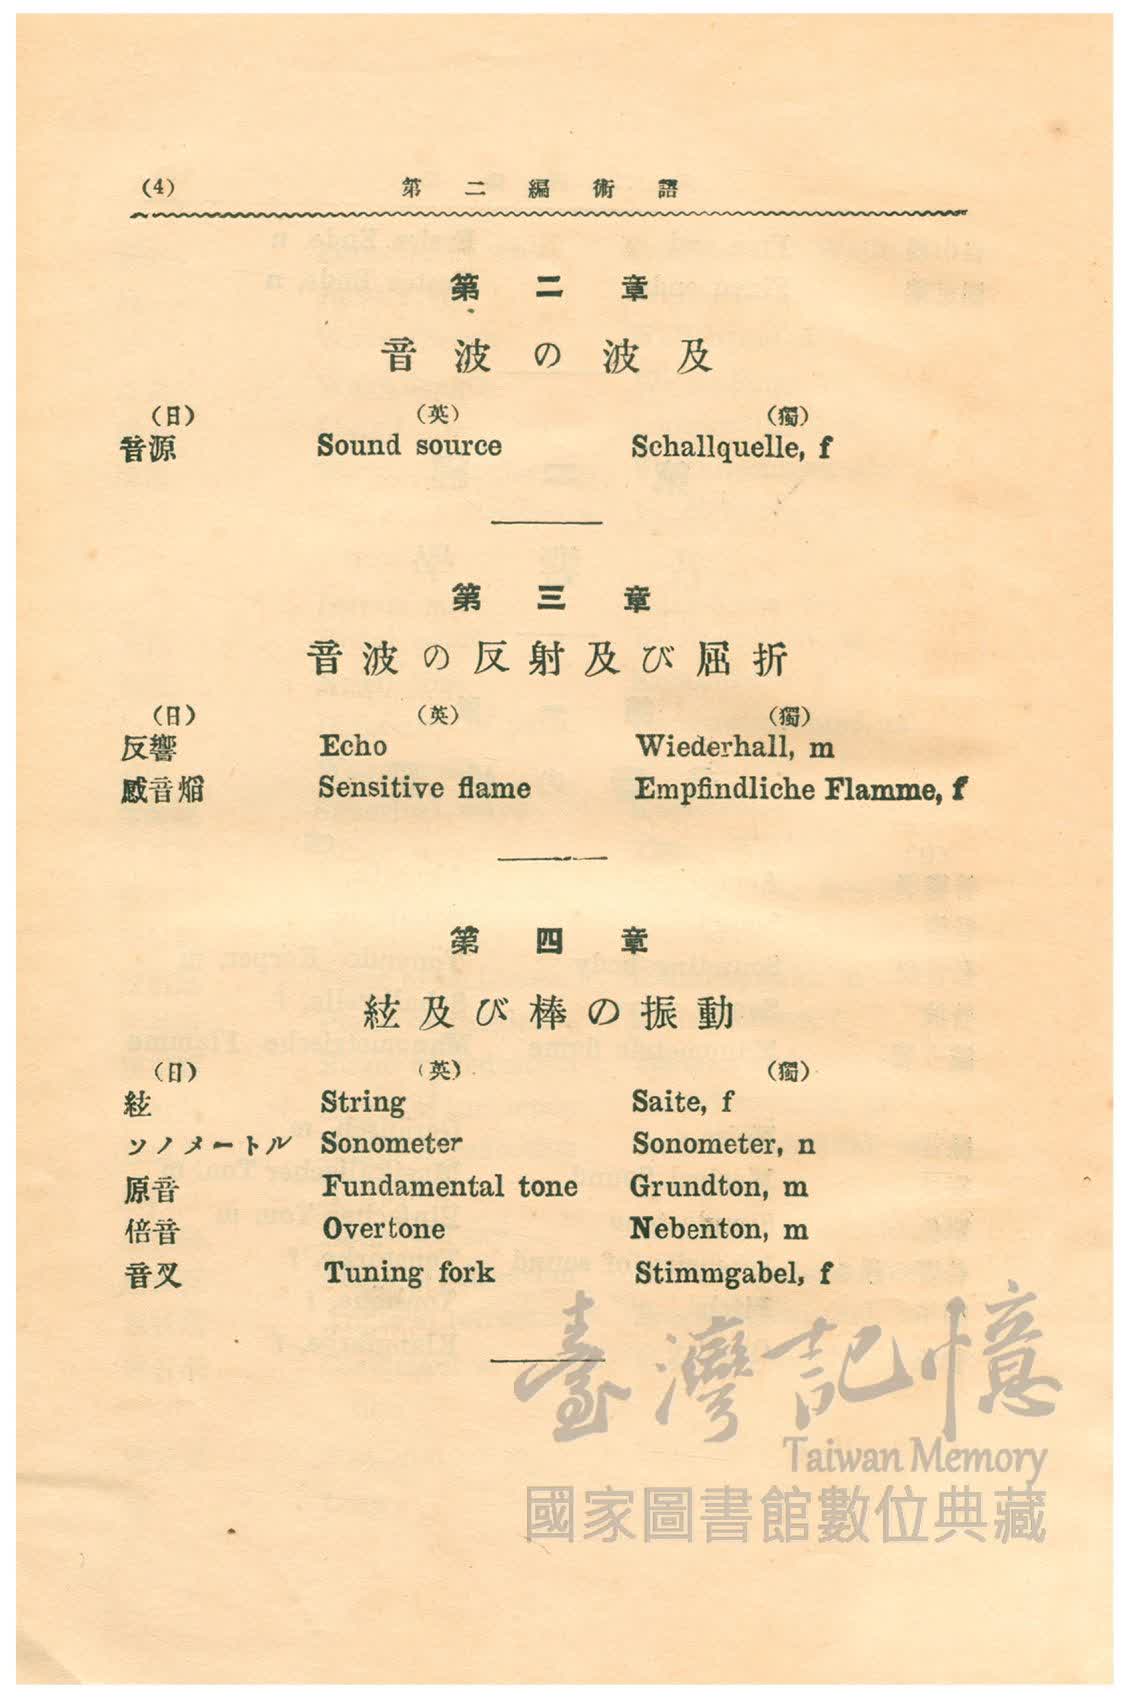 (4) 第二編術語
第二章
音波の波及
(日) (英) (獨)
音源 Sound source Schallquelle, f
第三章
音波の反射及び屈折
(日) (英) (獨)
反響 Echo Wiederhall, m
感音焰 Sensitive flame Empfindliche Flamme, f
第四章
絃及び棒の振動
(日) (英) (獨)
絃 String Saite, f
ソノメートル Sonometer Sonometer, n
原音 Fundamental tone Grundton, m
倍音 Overtone Nebenton, m
音叉 Tuning fork Stimmgabel, f
臺灣記憶
Taiwan Memory
國家圖書館數位典藏